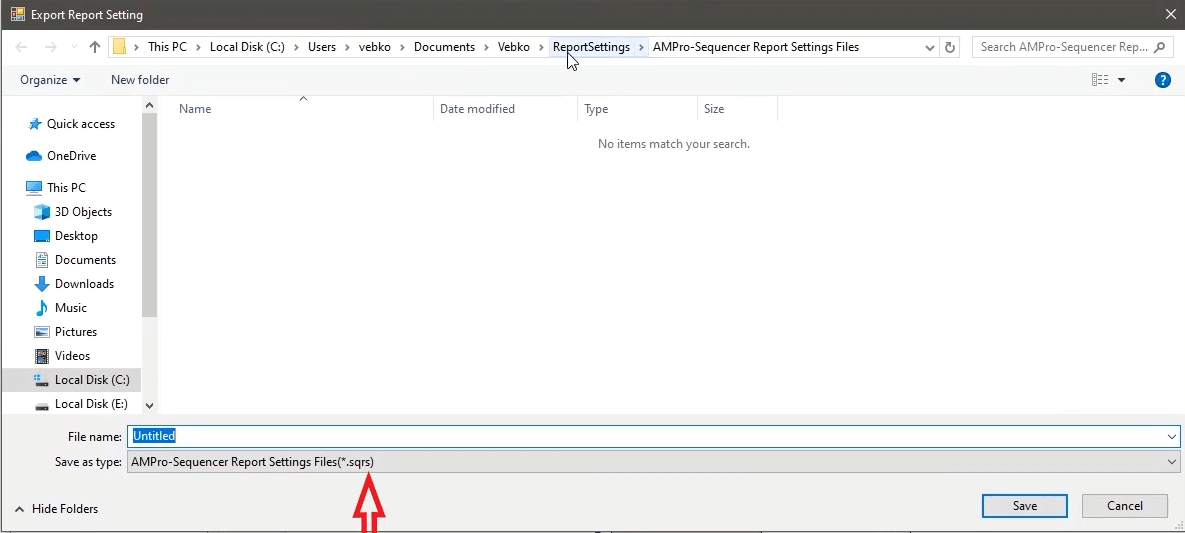 Export Report Setting
This PC > Local Disk (C:) > Users > vebko > Documents > Vebko > ReportSettings > AMPro-Sequencer Report Settings Files
Search AMPro-Sequencer Rep...
Organize
New folder
?
Name
Date modified
Type
Size
No items match your search.
Quick access
OneDrive
This PC
3D Objects
Desktop
Documents
Downloads
Music
Pictures
Videos
Local Disk (C:)
Local Disk (E:)
File name: Untitled
Save as type: AMPro-Sequencer Report Settings Files(*.sqrs)
Hide Folders
Save
Cancel